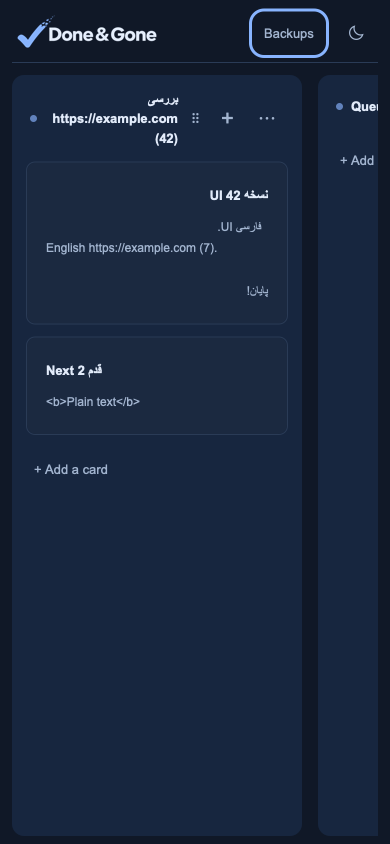 Done & Gone
Backups
بررسی
https://example.com
(42)
نسخه UI 42
فارسی UI.
English https://example.com (7).
پایان!
Next 2 قدم
<b>Plain text</b>
+ Add a card
+ Add